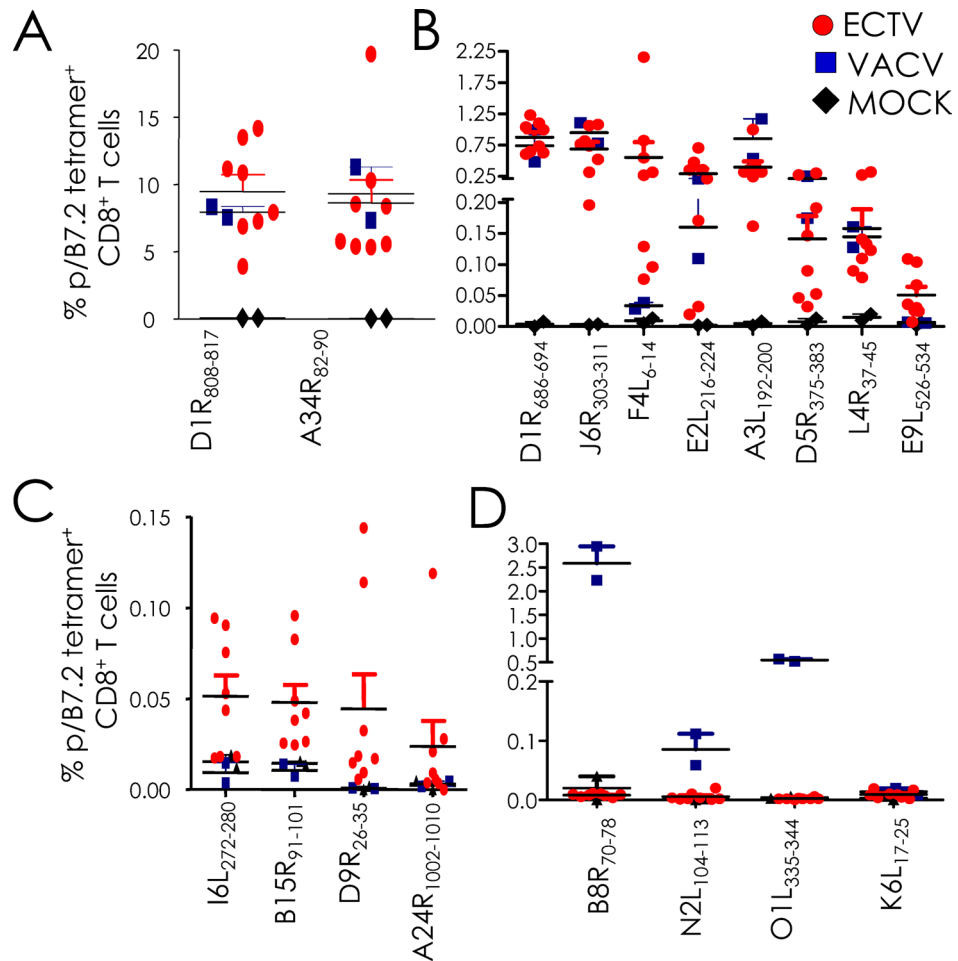 A
% p/B7.2 tetramer+
CD8+ T cells
20
15
10
5
0
D1R808-817
A34R82-90
B
ECTV
VACV
MOCK
2.25
1.75
1.25
0.75
0.25
0.20
0.15
0.10
0.05
0.00
D1R686-694
J6R303-311
F4L6-14
E2L216-224
A3L192-200
D5R375-383
L4R37-45
E9L526-534
C
% p/B7.2 tetramer+
CD8+ T cells
0.15
0.10
0.05
0.00
I6L272-280
B15R91-101
D9R26-35
A24R1002-1010
D
3.0
2.5
2.0
1.5
1.0
0.5
0.2
0.1
0.0
B8R70-78
N2L104-113
O1L335-344
K6L17-25